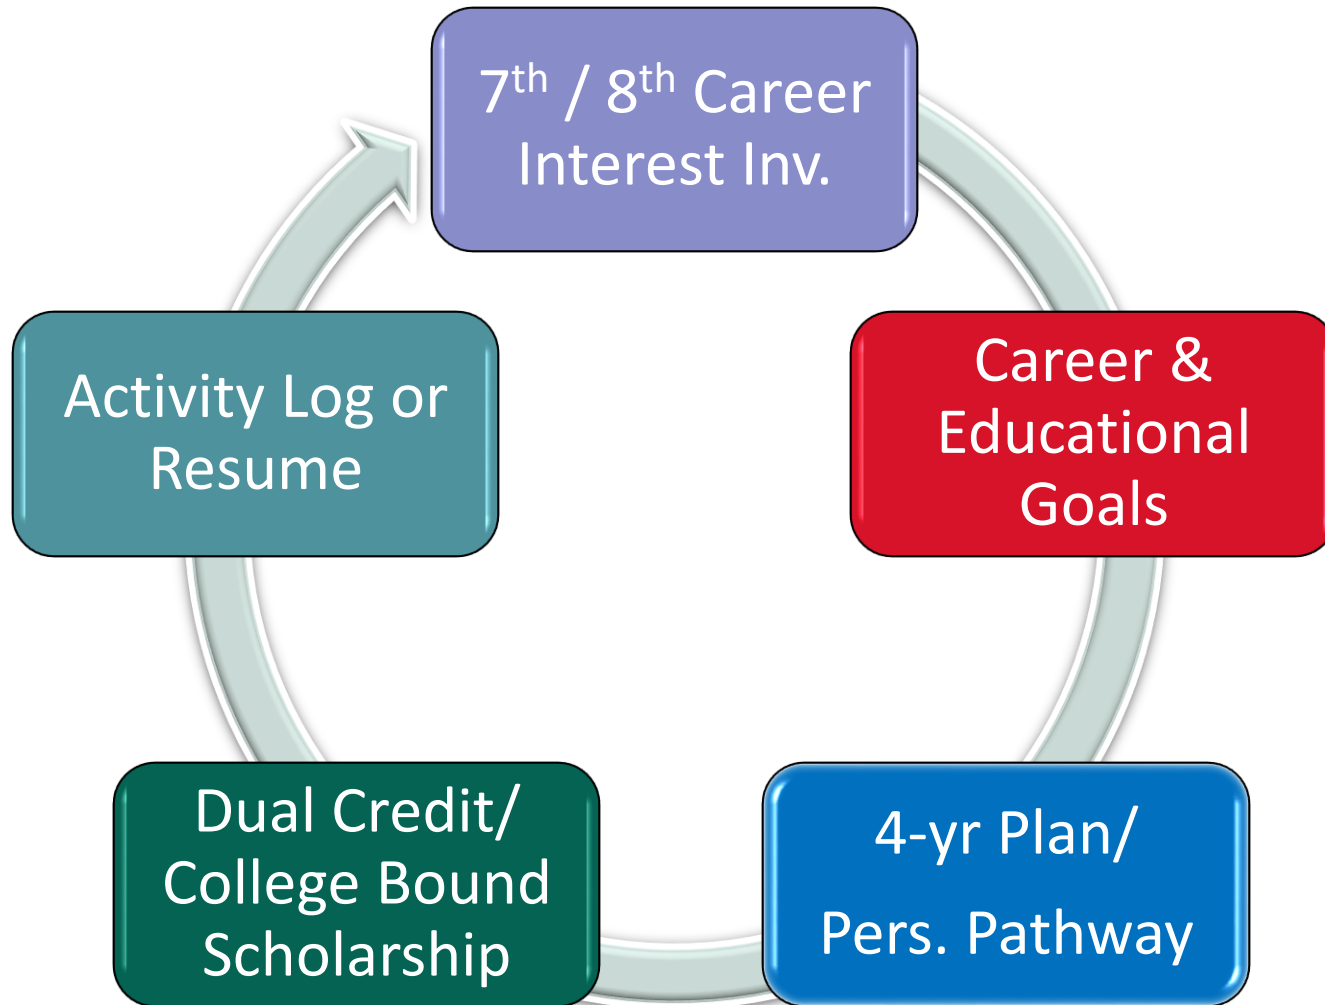 7th / 8th Career
Interest Inv.
Career &
Educational
Goals
4-yr Plan/
Pers. Pathway
Dual Credit/
College Bound
Scholarship
Activity Log or
Resume